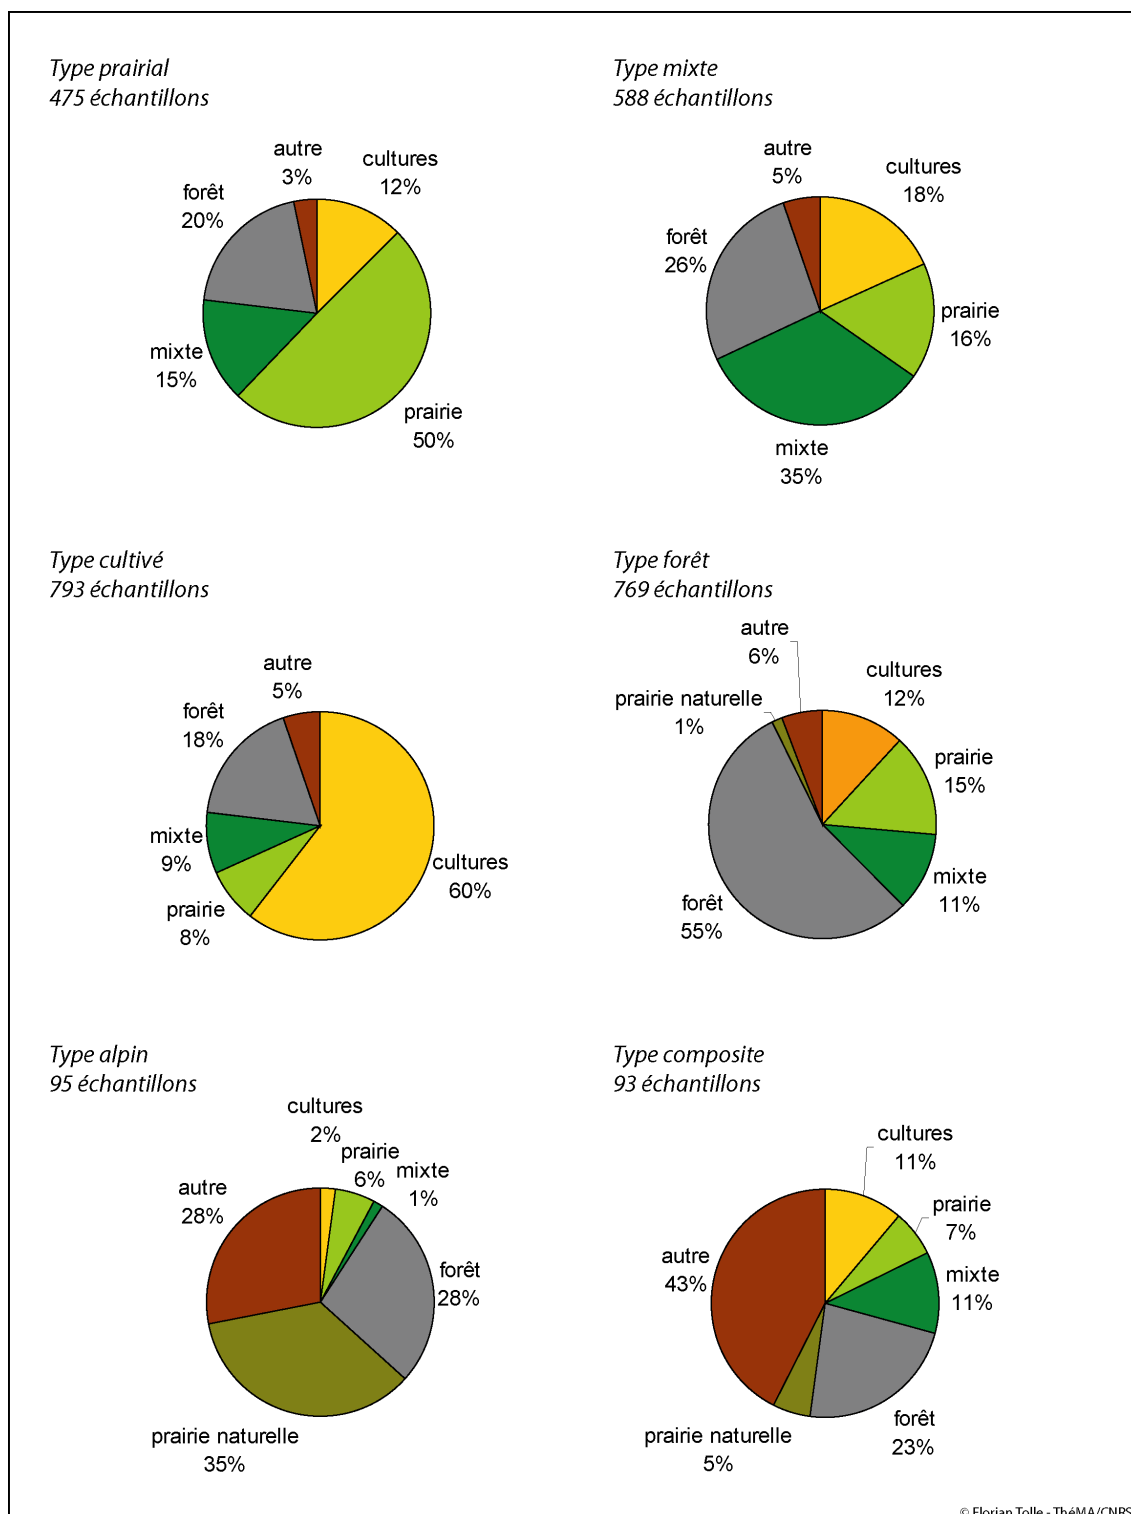 Type prairial
475 échantillons
autre
3%
cultures
12%
forêt
20%
mixte
15%
prairie
50%
Type mixte
588 échantillons
autre
5%
cultures
18%
forêt
26%
prairie
16%
mixte
35%
Type cultivé
793 échantillons
autre
5%
forêt
18%
mixte
9%
cultures
60%
prairie
8%
Type forêt
769 échantillons
autre
6%
cultures
12%
prairie naturelle
1%
prairie
15%
mixte
11%
forêt
55%
Type alpin
95 échantillons
cultures
2%
prairie
6%
mixte
1%
autre
28%
forêt
28%
prairie naturelle
35%
Type composite
93 échantillons
cultures
11%
prairie
7%
autre
43%
mixte
11%
forêt
23%
prairie naturelle
5%
© Florian Tolle - ThéMA/CNRS